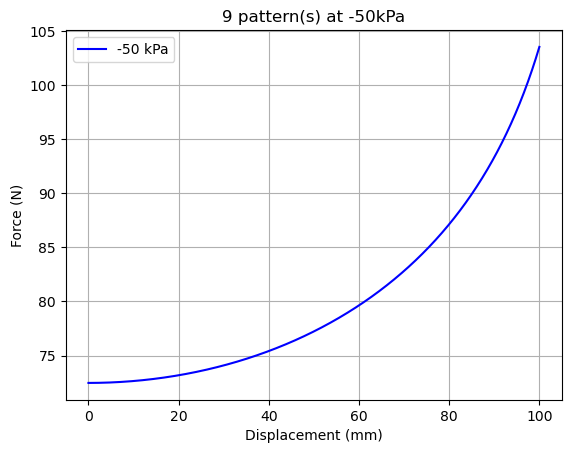 9 pattern(s) at -50kPa
-50 kPa
Force (N)
105
100
95
90
85
80
75
0 20 40 60 80 100
Displacement (mm)